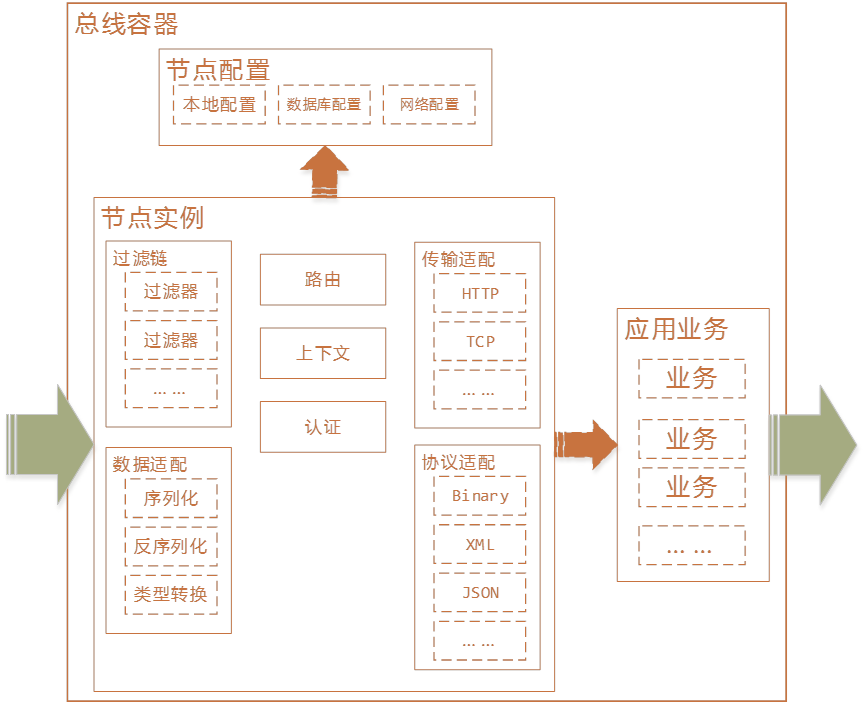 总线容器
节点配置
本地配置
数据库配置
网络配置
节点实例
过滤链
过滤器
过滤器
... ...
数据适配
序列化
反序列化
类型转换
路由
上下文
认证
传输适配
HTTP
TCP
... ...
协议适配
Binary
XML
JSON
... ...
应用业务
业务
业务
业务
... ...